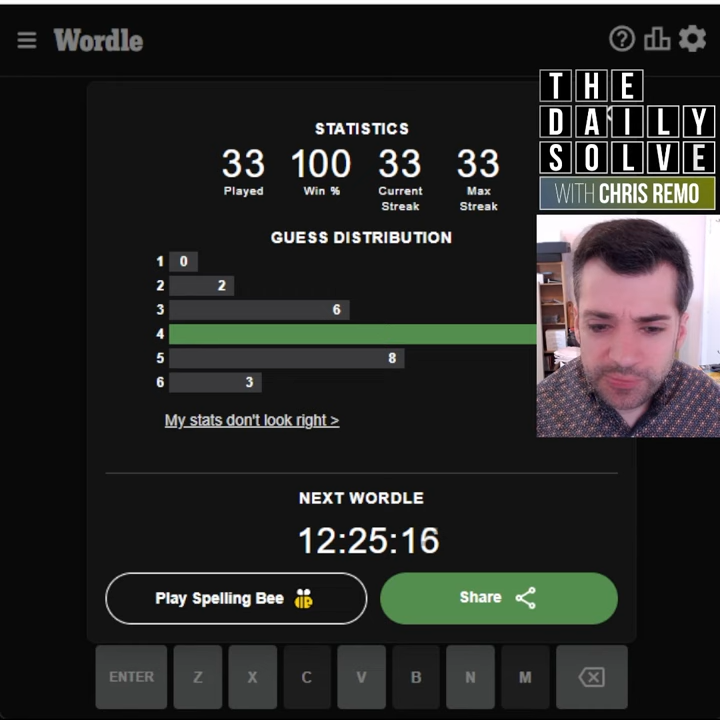 Wordle
THE
DAILY
SOLVE
WITH CHRIS REMO
STATISTICS
33 100 33 33
Played Win % Current Streak Max Streak
GUESS DISTRIBUTION
1 0
2 2
3 6
4
5 8
6 3
My stats don't look right >
NEXT WORDLE
12:25:16
Play Spelling Bee
Share
ENTER Z X C V B N M